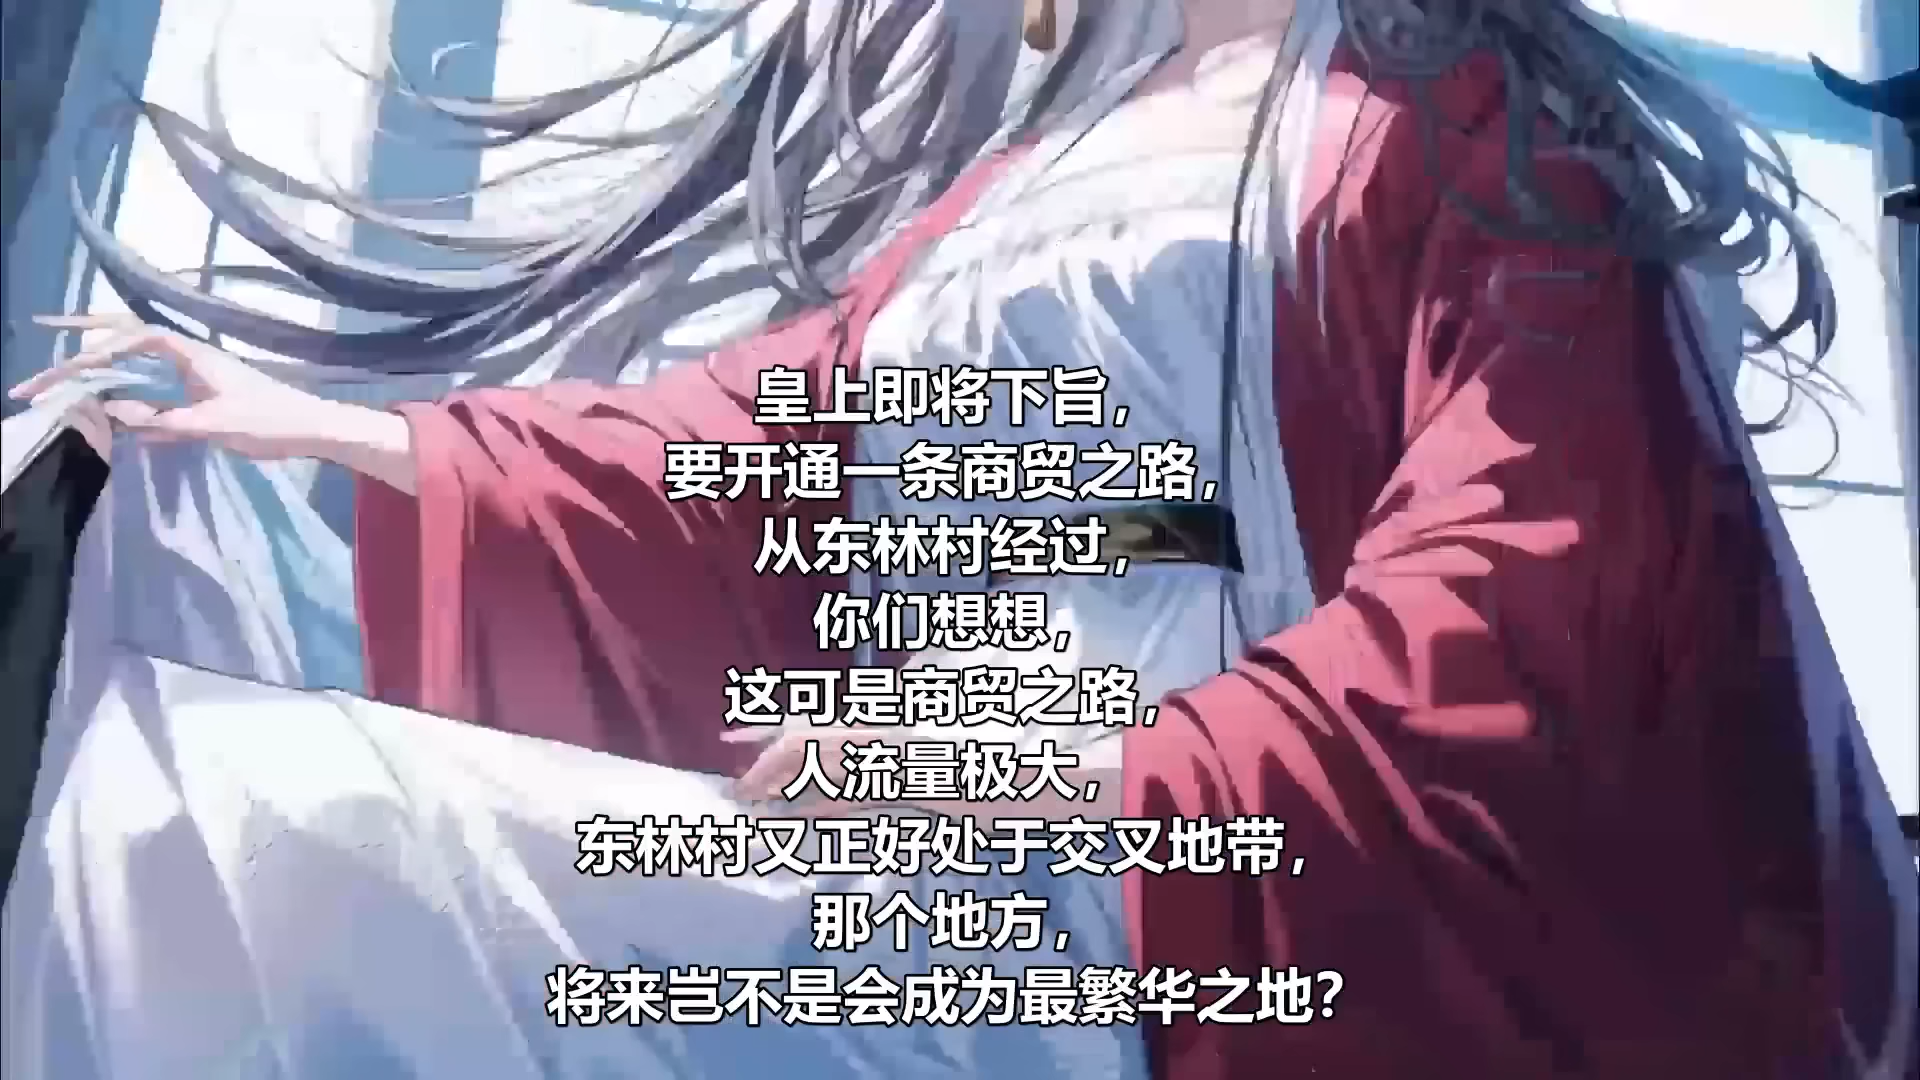 皇上即将下旨，
要开通一条商贸之路，
从东林村经过，
你们想想，
这可是商贸之路，
人流量极大，
东林村又正好处于交叉地带，
那个地方，
将来岂不是会成为最繁华之地？